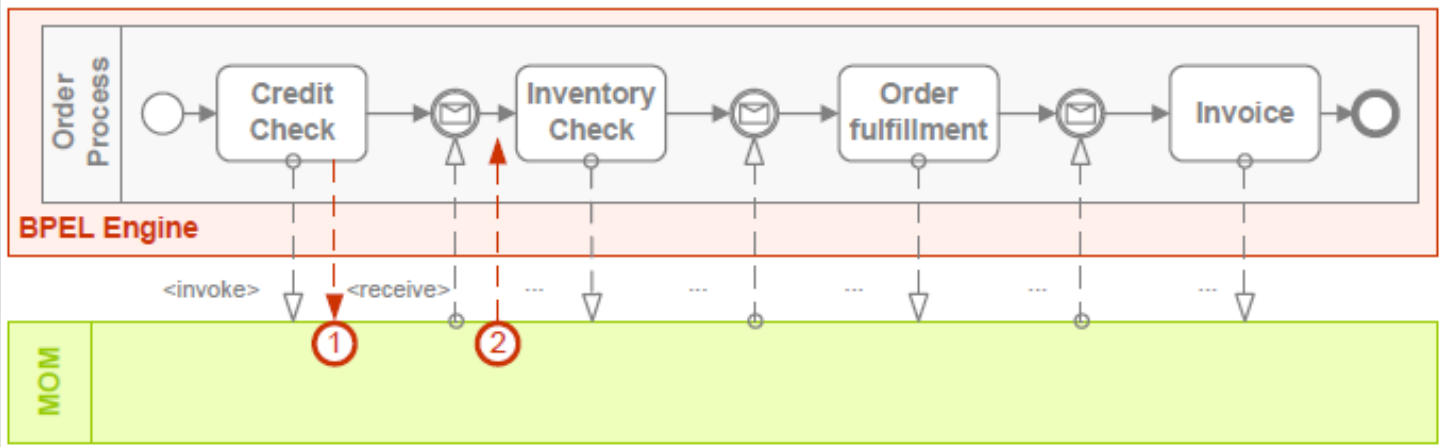 Order
Process
Credit
Check
Inventory
Check
Order
fulfillment
Invoice
BPEL Engine
<invoke>
<receive>
...
...
...
...
...
1
2
MOM